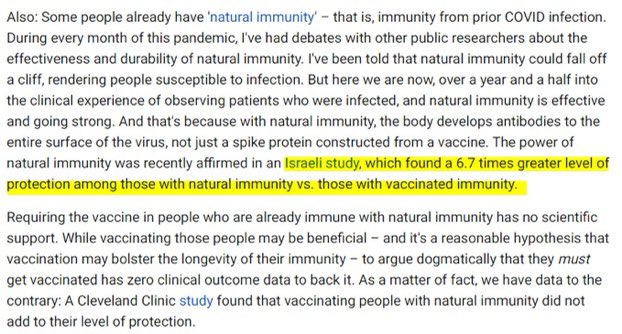 Also: Some people already have 'natural immunity' – that is, immunity from prior COVID infection.
During every month of this pandemic, I've had debates with other public researchers about the
effectiveness and durability of natural immunity. I've been told that natural immunity could fall off
a cliff, rendering people susceptible to infection. But here we are now, over a year and a half into
the clinical experience of observing patients who were infected, and natural immunity is effective
and going strong. And that's because with natural immunity, the body develops antibodies to the
entire surface of the virus, not just a spike protein constructed from a vaccine. The power of
natural immunity was recently affirmed in an Israeli study, which found a 6.7 times greater level of
protection among those with natural immunity vs. those with vaccinated immunity.
Requiring the vaccine in people who are already immune with natural immunity has no scientific
support. While vaccinating those people may be beneficial – and it's a reasonable hypothesis that
vaccination may bolster the longevity of their immunity – to argue dogmatically that they must
get vaccinated has zero clinical outcome data to back it. As a matter of fact, we have data to the
contrary: A Cleveland Clinic study found that vaccinating people with natural immunity did not
add to their level of protection.